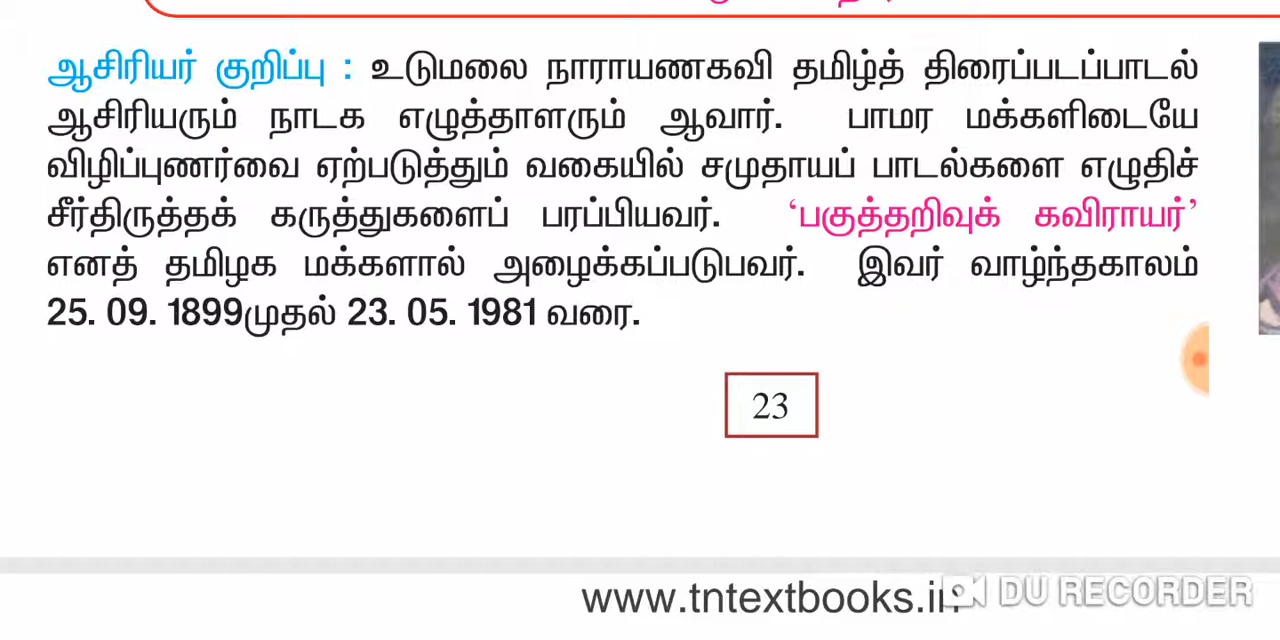 ஆசிரியர் குறிப்பு : உடுமலை நாராயணகவி தமிழ்த் திரைப்படப்பாடல்
ஆசிரியரும் நாடக எழுத்தாளரும் ஆவார். பாமர மக்களிடையே
விழிப்புணர்வை ஏற்படுத்தும் வகையில் சமுதாயப் பாடல்களை எழுதிச்
சீர்திருத்தக் கருத்துகளைப் பரப்பியவர். ‘பகுத்தறிவுக் கவிராயர்’
எனத் தமிழக மக்களால் அழைக்கப்படுபவர். இவர் வாழ்ந்தகாலம்
25. 09. 1899முதல் 23. 05. 1981 வரை.
23
www.tntextbooks.in
DU RECORDER